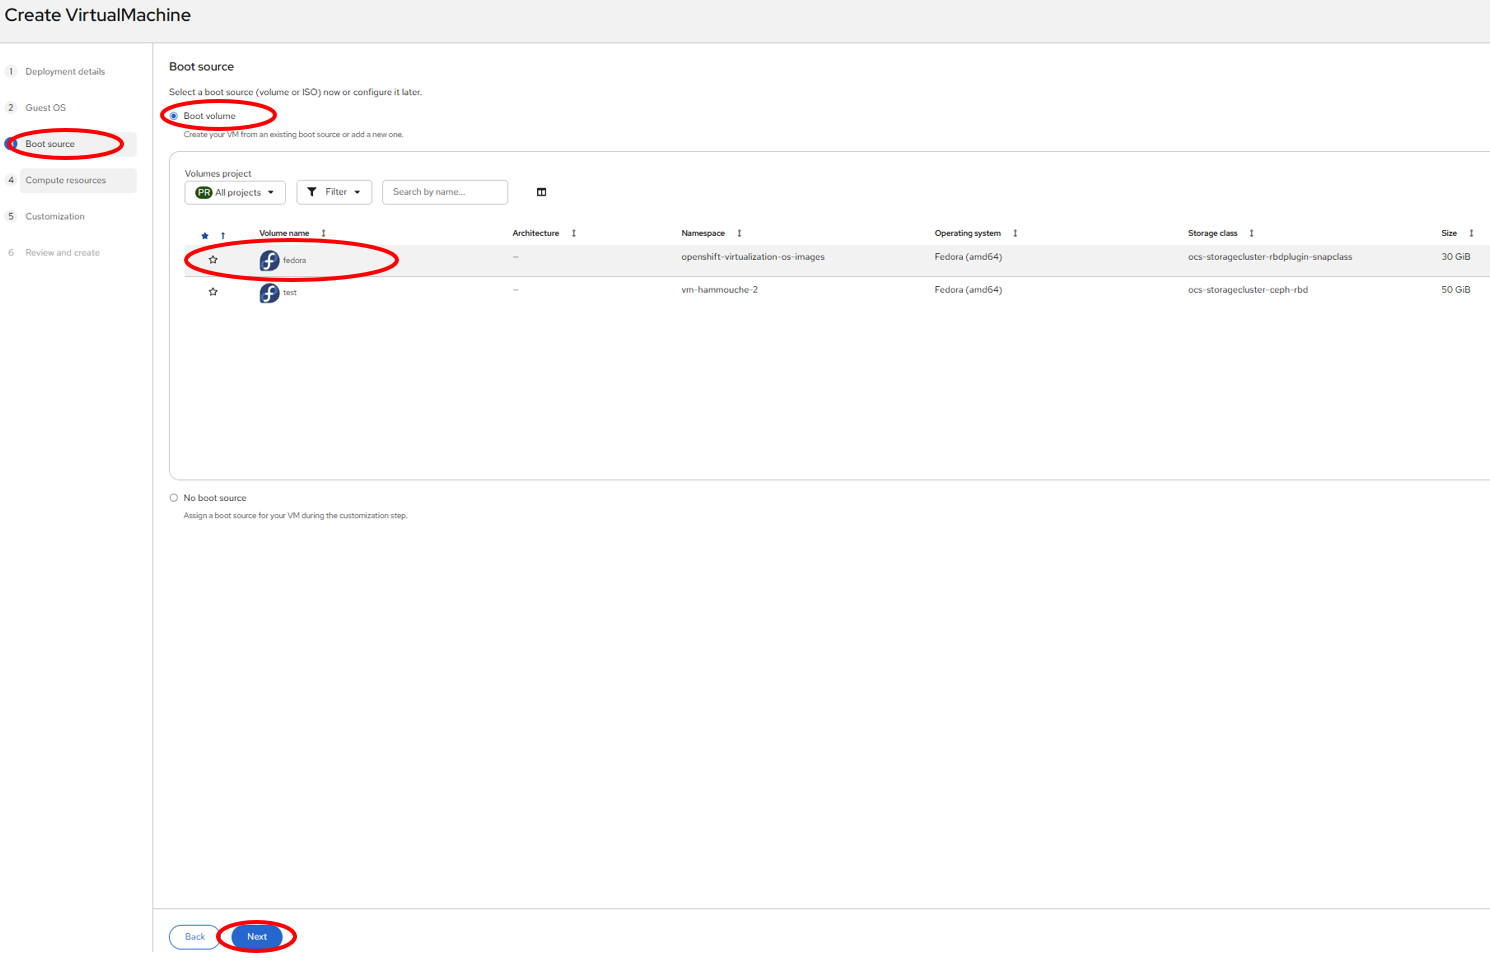 Create VirtualMachine
1 Deployment details
2 Guest OS
Boot source
4 Compute resources
5 Customization
6 Review and create
Boot source
Select a boot source (volume or ISO) now or configure it later.
Boot volume
Create your VM from an existing boot source or add a new one.
Volumes project
PR All projects Filter Search by name...
Volume name Architecture Namespace Operating system Storage class Size
fedora – openshift-virtualization-os-images Fedora (amd64) ocs-storagecluster-rbdplugin-snapclass 30 GiB
test – vm-hammouche-2 Fedora (amd64) ocs-storagecluster-ceph-rbd 50 GiB
No boot source
Assign a boot source for your VM during the customization step.
Back Next